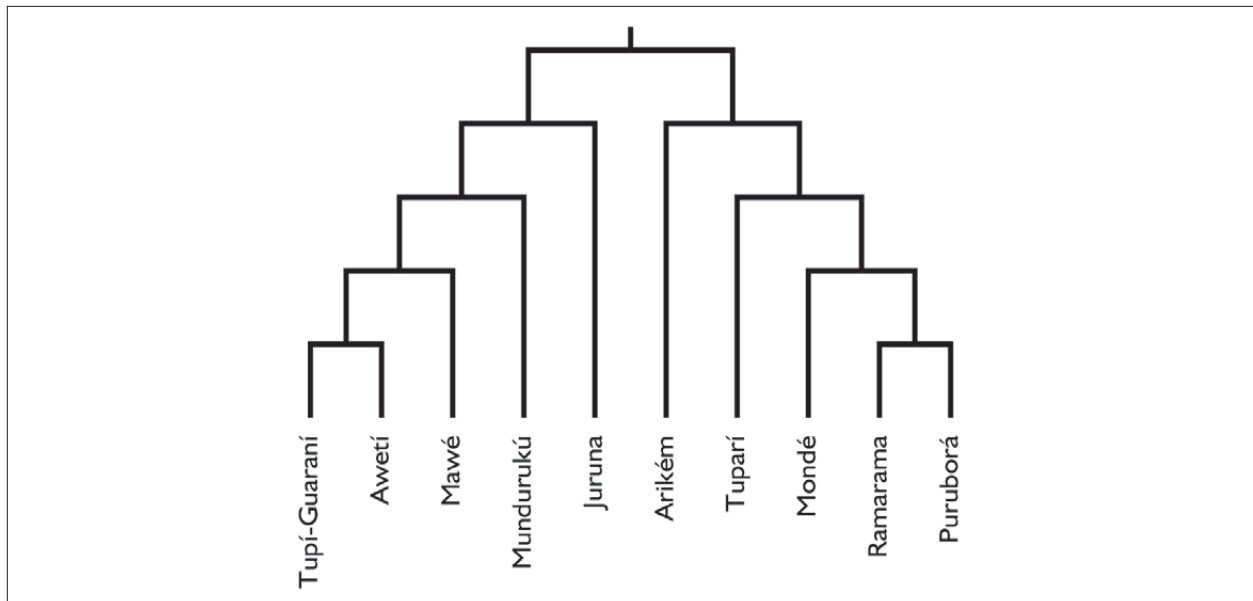 Tupí-Guaraní
Awetí
Mawé
Mundurukú
Juruna
Arikém
Tuparí
Mondé
Ramarama
Puruborá